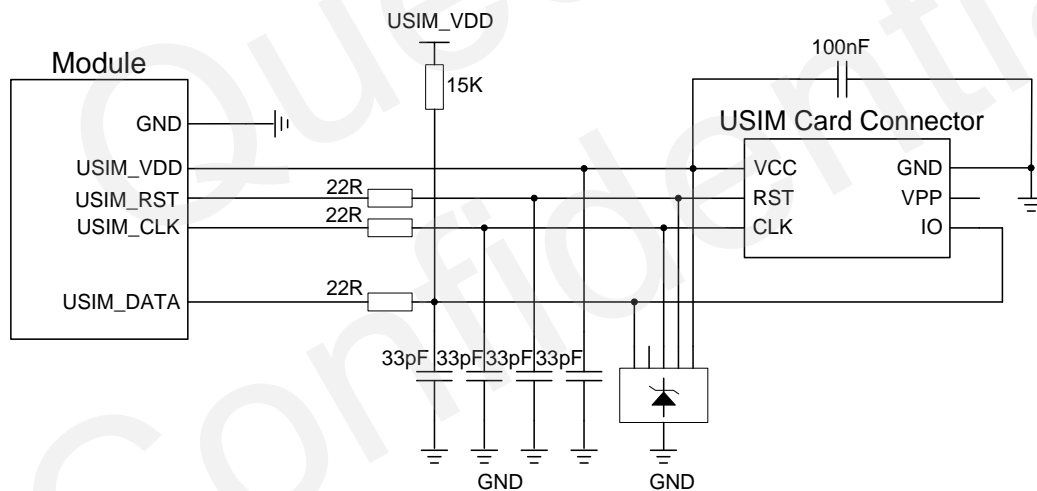 USIM_VDD
15K
100nF
Module
GND
USIM_VDD
USIM_RST
USIM_CLK
USIM_DATA
22R
22R
22R
USIM Card Connector
VCC
RST
CLK
GND
VPP
IO
33pF 33pF 33pF 33pF
GND
GND
Confidential